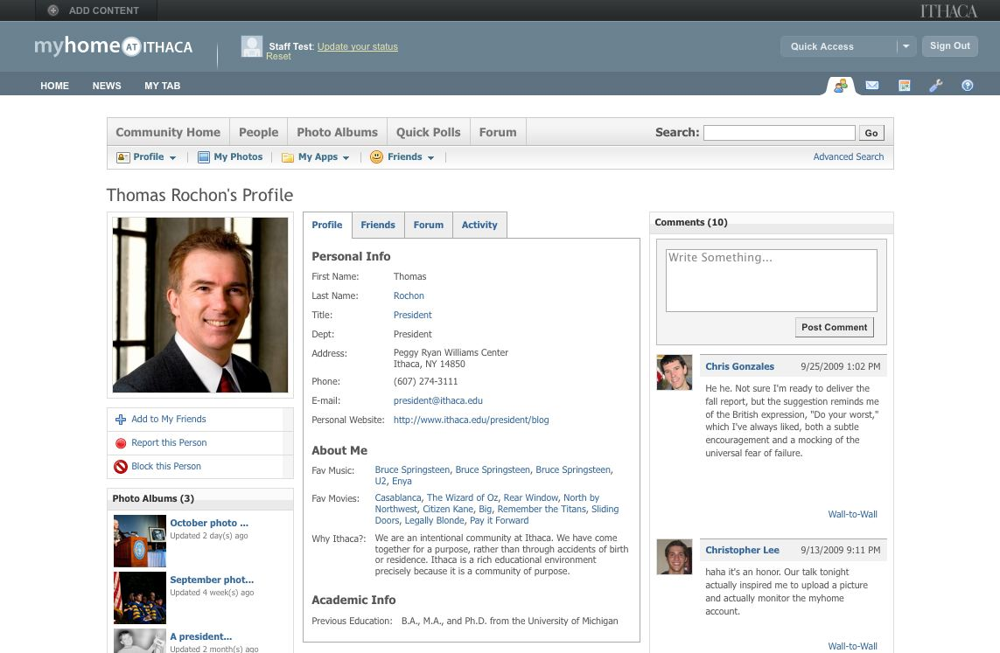 ADD CONTENT
ITHACA
myhome AT ITHACA
Staff Test: Update your status
Reset
Quick Access
Sign Out
HOME NEWS MY TAB
Community Home People Photo Albums Quick Polls Forum
Search: Go
Profile My Photos My Apps Friends
Advanced Search
Thomas Rochon's Profile
Add to My Friends
Report this Person
Block this Person
Photo Albums (3)
October photo ...
Updated 2 day(s) ago
September phot...
Updated 4 week(s) ago
A president...
Updated 2 month(s) ago
Profile Friends Forum Activity
Personal Info
First Name: Thomas
Last Name: Rochon
Title: President
Dept: President
Address: Peggy Ryan Williams Center
Ithaca, NY 14850
Phone: (607) 274-3111
E-mail: president@ithaca.edu
Personal Website: http://www.ithaca.edu/president/blog
About Me
Fav Music: Bruce Springsteen, Bruce Springsteen, Bruce Springsteen,
U2, Enya
Fav Movies: Casablanca, The Wizard of Oz, Rear Window, North by
Northwest, Citizen Kane, Big, Remember the Titans, Sliding
Doors, Legally Blonde, Pay it Forward
Why Ithaca?: We are an intentional community at Ithaca. We have come
together for a purpose, rather than through accidents of birth
or residence. Ithaca is a rich educational environment
precisely because it is a community of purpose.
Academic Info
Previous Education: B.A., M.A., and Ph.D. from the University of Michigan
Comments (10)
Write Something...
Post Comment
Chris Gonzales 9/25/2009 1:02 PM
He he. Not sure I'm ready to deliver the
fall report, but the suggestion reminds me
of the British expression, "Do your worst,"
which I've always liked, both a subtle
encouragement and a mocking of the
universal fear of failure.
Wall-to-Wall
Christopher Lee 9/13/2009 9:11 PM
haha it's an honor. Our talk tonight
actually inspired me to upload a picture
and actually monitor the myhome
account.
Wall-to-Wall